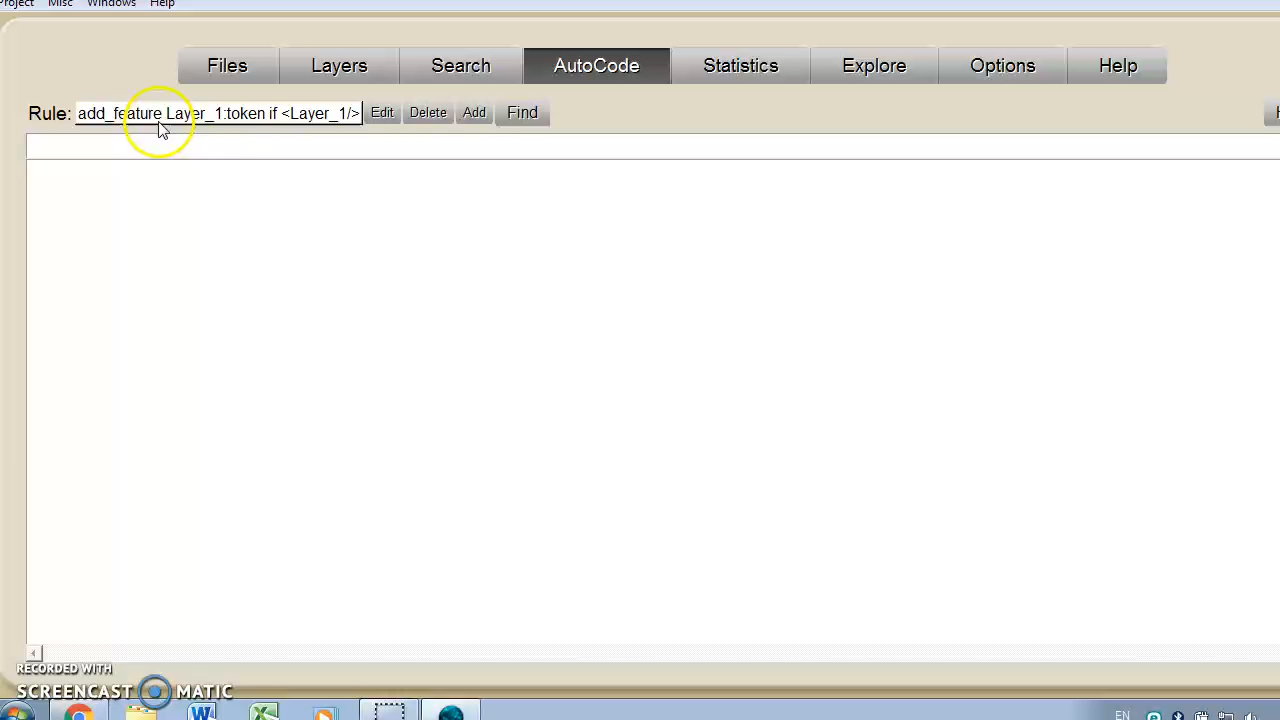 Project Misc Windows Help
Files Layers Search AutoCode Statistics Explore Options Help
Rule: add_feature Layer_1:token if <Layer_1/> Edit Delete Add Find
RECORDED WITH
SCREENCAST MATIC
EN